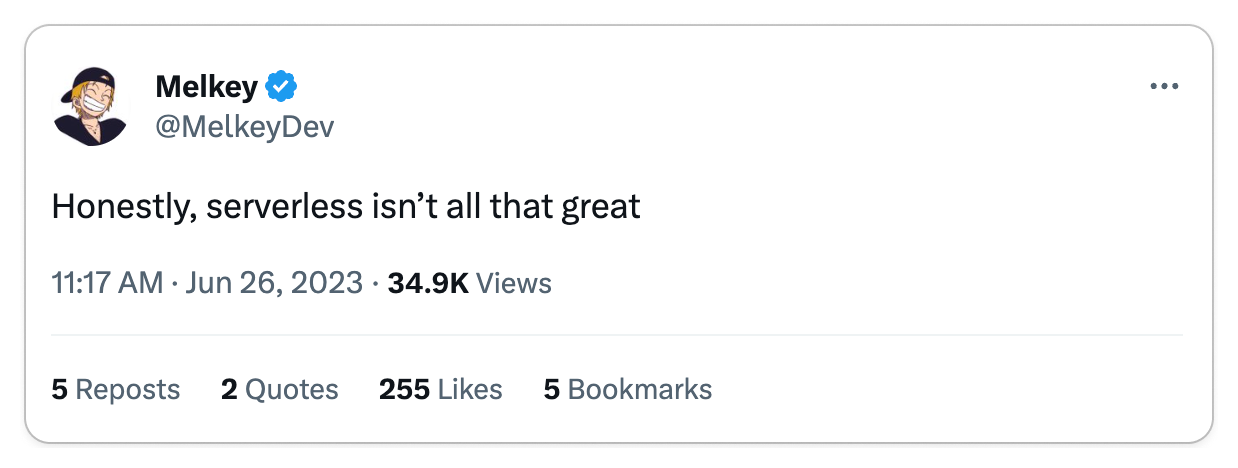 Melkey
@MelkeyDev
Honestly, serverless isn’t all that great
11:17 AM · Jun 26, 2023 · 34.9K Views
5 Reposts 2 Quotes 255 Likes 5 Bookmarks